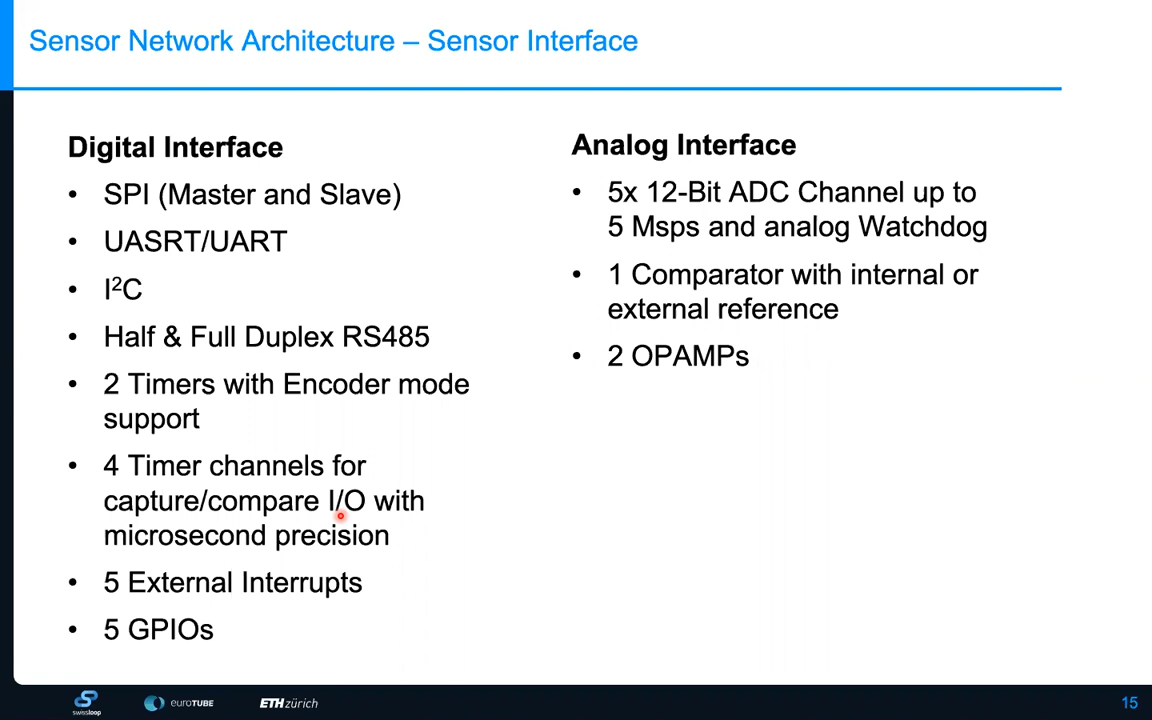 Sensor Network Architecture – Sensor Interface
Digital Interface
• SPI (Master and Slave)
• UASRT/UART
• I²C
• Half & Full Duplex RS485
• 2 Timers with Encoder mode
support
• 4 Timer channels for
capture/compare I/O with
microsecond precision
• 5 External Interrupts
• 5 GPIOs
Analog Interface
• 5x 12-Bit ADC Channel up to
5 Msps and analog Watchdog
• 1 Comparator with internal or
external reference
• 2 OPAMPs
swissloop
euroTUBE
ETH zürich
15